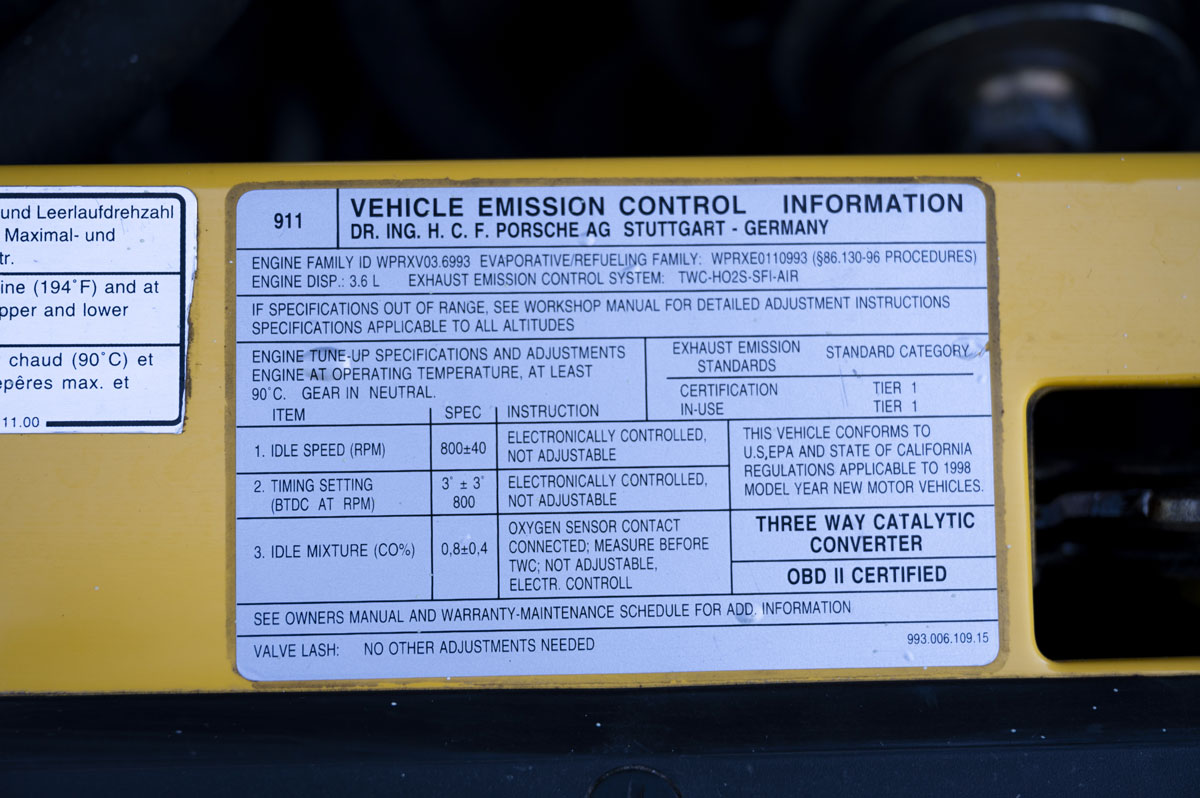 und Leerlaufdrehzahl
Maximal- und
tr.
ine (194°F) and at
pper and lower
chaud (90°C) et
epêres max. et
11.00
911
VEHICLE EMISSION CONTROL INFORMATION
DR. ING. H. C. F. PORSCHE AG STUTTGART - GERMANY
ENGINE FAMILY ID WPRXV03.6993 EVAPORATIVE/REFUELING FAMILY: WPRXE0110993 (§86.130-96 PROCEDURES)
ENGINE DISP.: 3.6 L EXHAUST EMISSION CONTROL SYSTEM: TWC-HO2S-SFI-AIR
IF SPECIFICATIONS OUT OF RANGE, SEE WORKSHOP MANUAL FOR DETAILED ADJUSTMENT INSTRUCTIONS
SPECIFICATIONS APPLICABLE TO ALL ALTITUDES
ENGINE TUNE-UP SPECIFICATIONS AND ADJUSTMENTS
ENGINE AT OPERATING TEMPERATURE, AT LEAST
90°C. GEAR IN NEUTRAL.
EXHAUST EMISSION STANDARD CATEGORY
STANDARDS
CERTIFICATION TIER 1
IN-USE TIER 1
ITEM SPEC INSTRUCTION
1. IDLE SPEED (RPM) 800±40 ELECTRONICALLY CONTROLLED,
NOT ADJUSTABLE
2. TIMING SETTING 3° ± 3° ELECTRONICALLY CONTROLLED,
(BTDC AT RPM) 800 NOT ADJUSTABLE
3. IDLE MIXTURE (CO%) 0,8±0,4 OXYGEN SENSOR CONTACT
CONNECTED; MEASURE BEFORE
TWC; NOT ADJUSTABLE,
ELECTR. CONTROLL
THIS VEHICLE CONFORMS TO
U.S,EPA AND STATE OF CALIFORNIA
REGULATIONS APPLICABLE TO 1998
MODEL YEAR NEW MOTOR VEHICLES.
THREE WAY CATALYTIC
CONVERTER
OBD II CERTIFIED
SEE OWNERS MANUAL AND WARRANTY-MAINTENANCE SCHEDULE FOR ADD. INFORMATION
VALVE LASH: NO OTHER ADJUSTMENTS NEEDED
993.006.109.15